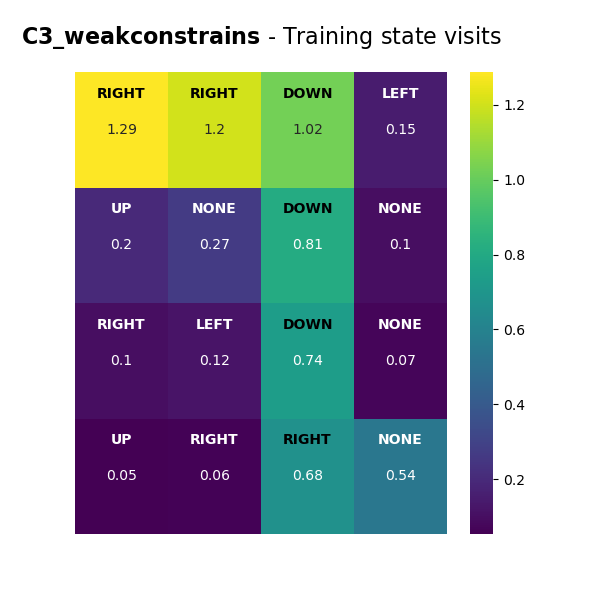 C3_weakconstrains - Training state visits
RIGHT RIGHT DOWN LEFT
1.29 1.2 1.02 0.15
UP NONE DOWN NONE
0.2 0.27 0.81 0.1
RIGHT LEFT DOWN NONE
0.1 0.12 0.74 0.07
UP RIGHT RIGHT NONE
0.05 0.06 0.68 0.54
1.2
1.0
0.8
0.6
0.4
0.2